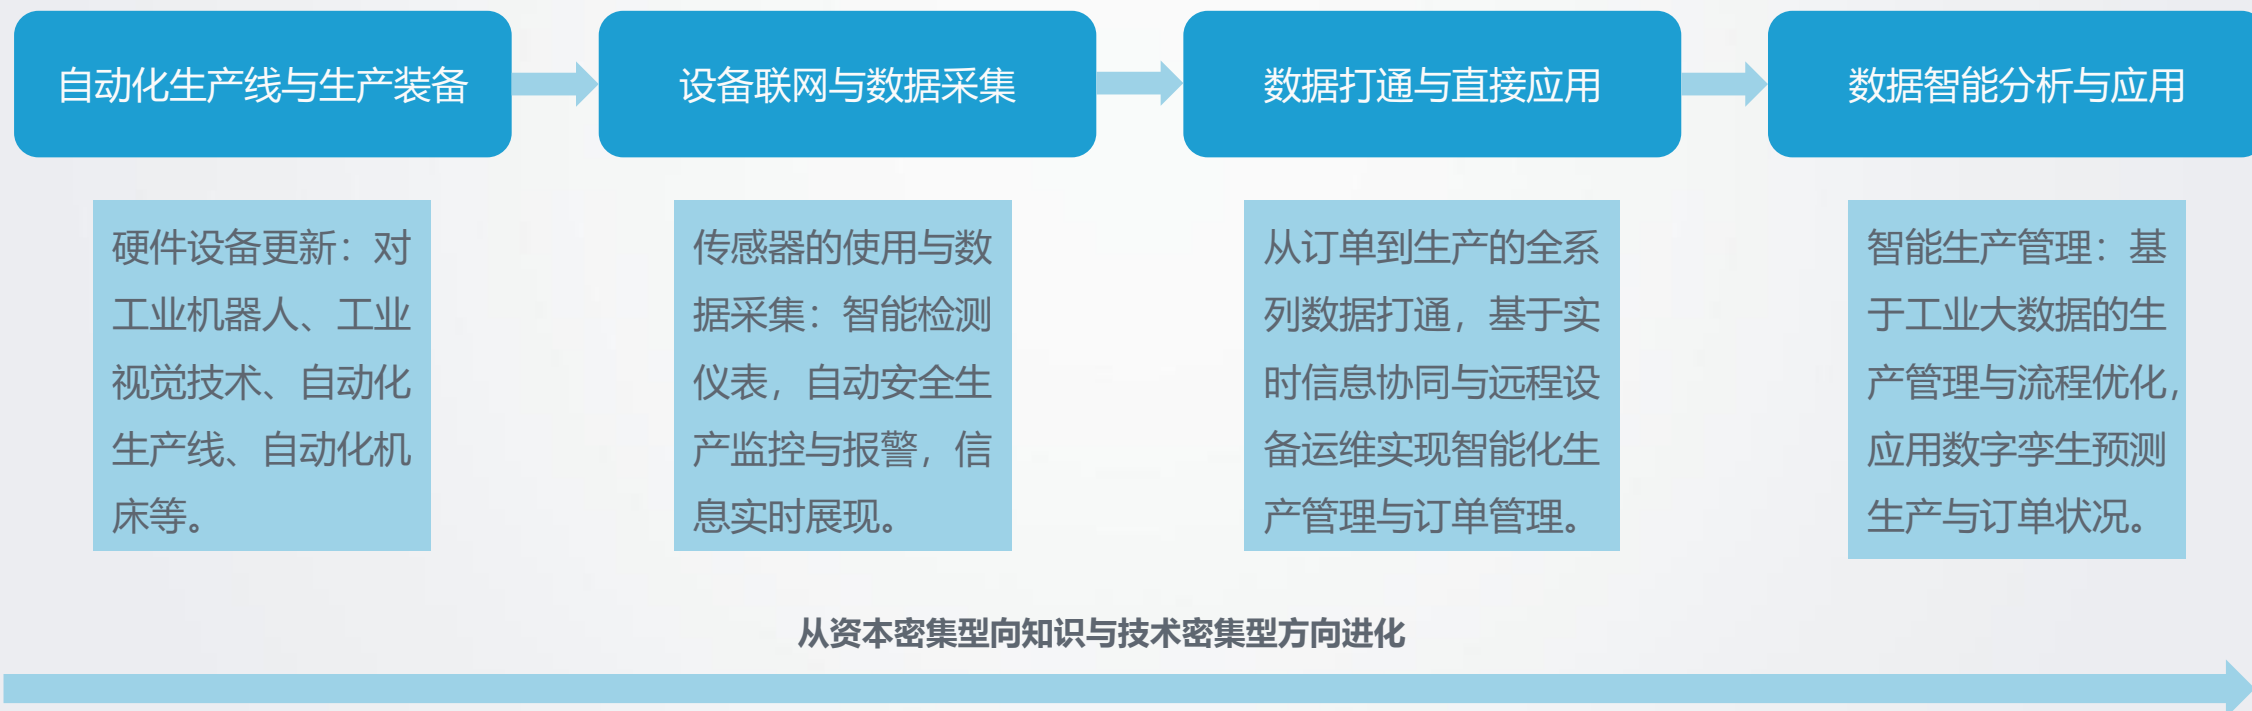 自动化生产线与生产装备
设备联网与数据采集
数据打通与直接应用
数据智能分析与应用
硬件设备更新：对
工业机器人、工业
视觉技术、自动化
生产线、自动化机
床等。
传感器的使用与数
据采集：智能检测
仪表，自动安全生
产监控与报警，信
息实时展现。
从订单到生产的全系
列数据打通，基于实
时信息协同与远程设
备运维实现智能化生
产管理与订单管理。
智能生产管理：基
于工业大数据的生
产管理与流程优化，
应用数字孪生预测
生产与订单状况。
从资本密集型向知识与技术密集型方向进化